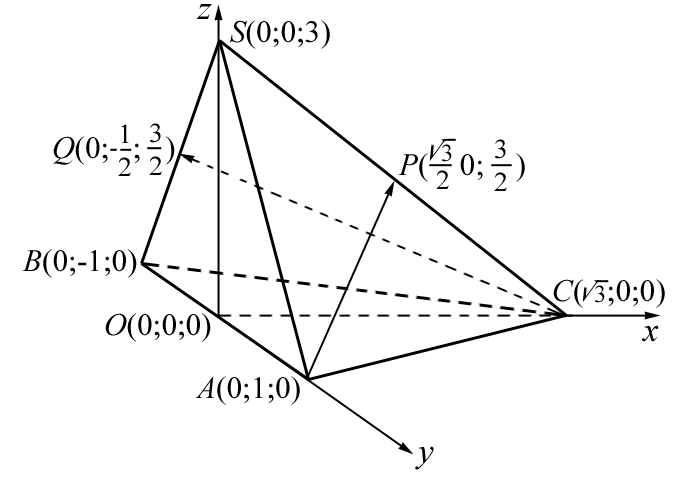 z
S(0;0;3)
Q(0;-1/2;3/2)
P(√3/2 0;3/2)
B(0;-1;0)
C(√3;0;0)
O(0;0;0)
x
A(0;1;0)
y